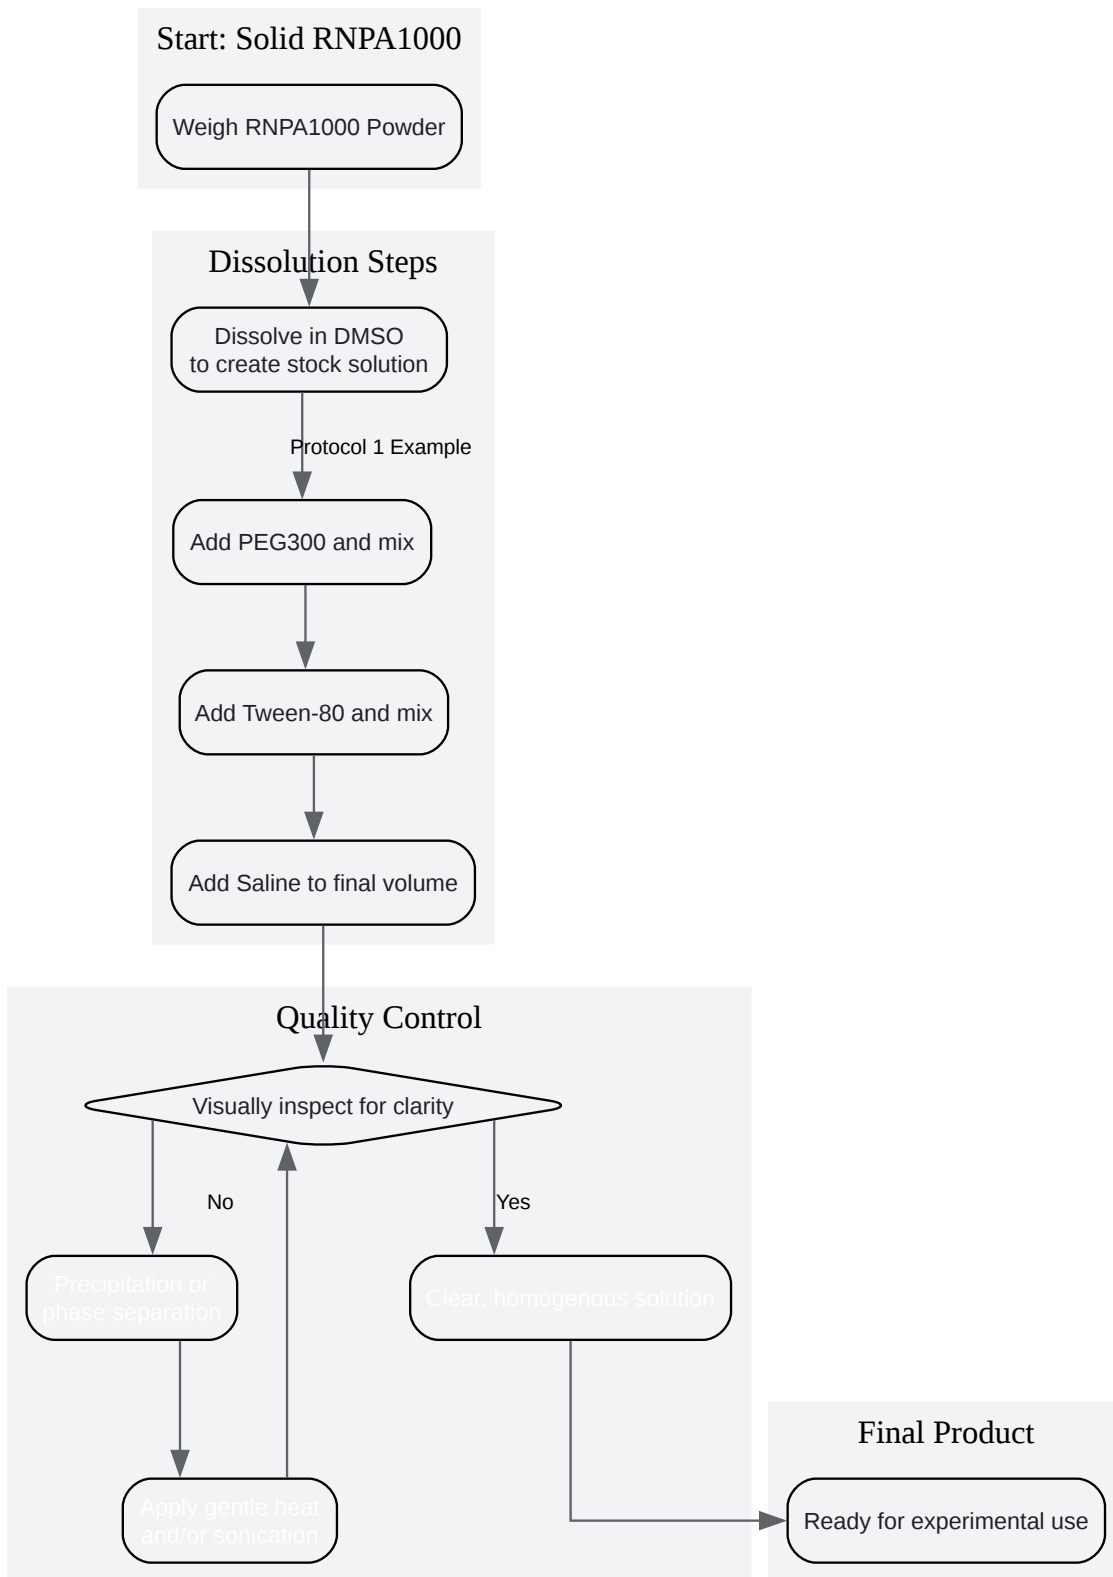 Start: Solid RNPA1000
Weigh RNPA1000 Powder
Dissolution Steps
Dissolve in DMSO
to create stock solution
Protocol 1 Example
Add PEG300 and mix
Add Tween-80 and mix
Add Saline to final volume
Quality Control
Visually inspect for clarity
No
Yes
Precipitation or
phase separation
Clear, homogenous solution
Apply gentle heat
and/or sonication
Final Product
Ready for experimental use